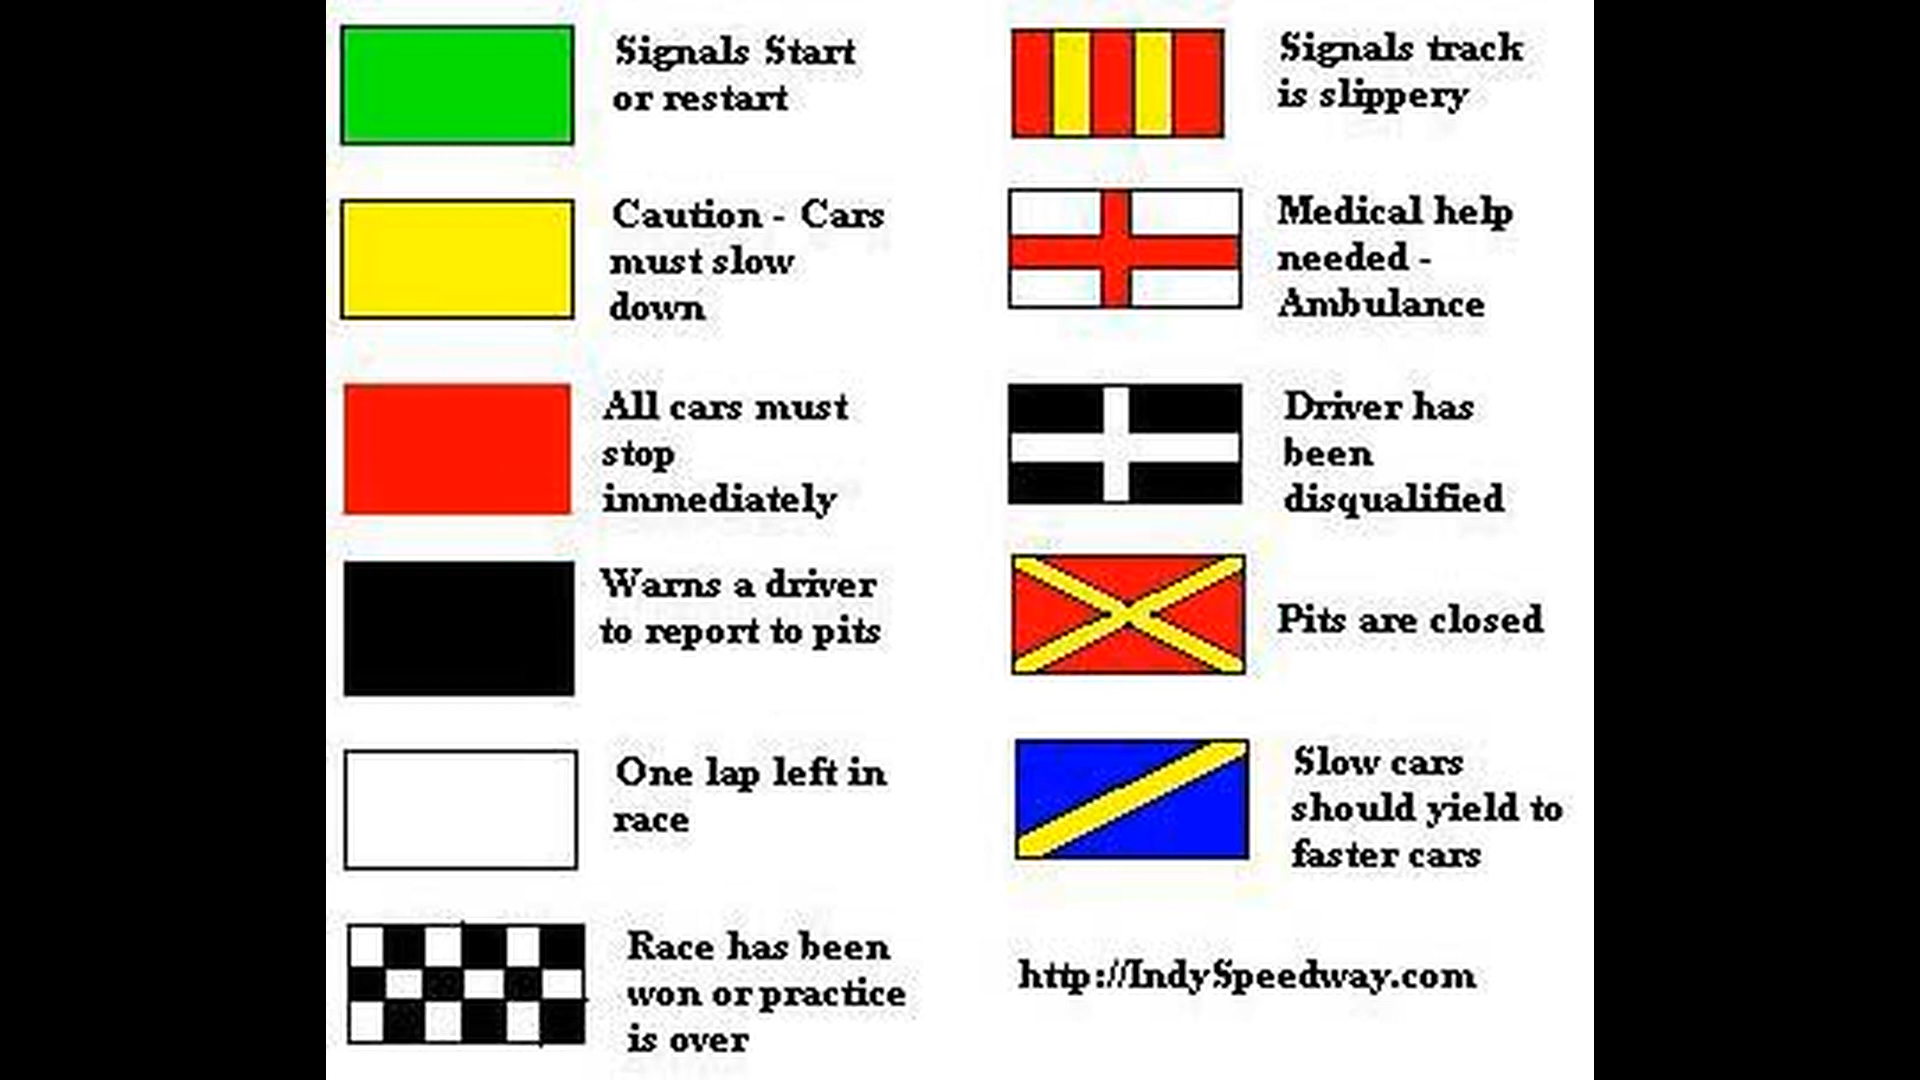 Signals Start
or restart
Caution - Cars
must slow
down
All cars must
stop
immediately
Warns a driver
to report to pits
One lap left in
race
Race has been
won or practice
is over
Signals track
is slippery
Medical help
needed -
Ambulance
Driver has
been
disqualified
Pits are closed
Slow cars
should yield to
faster cars
http://IndySpeedway.com